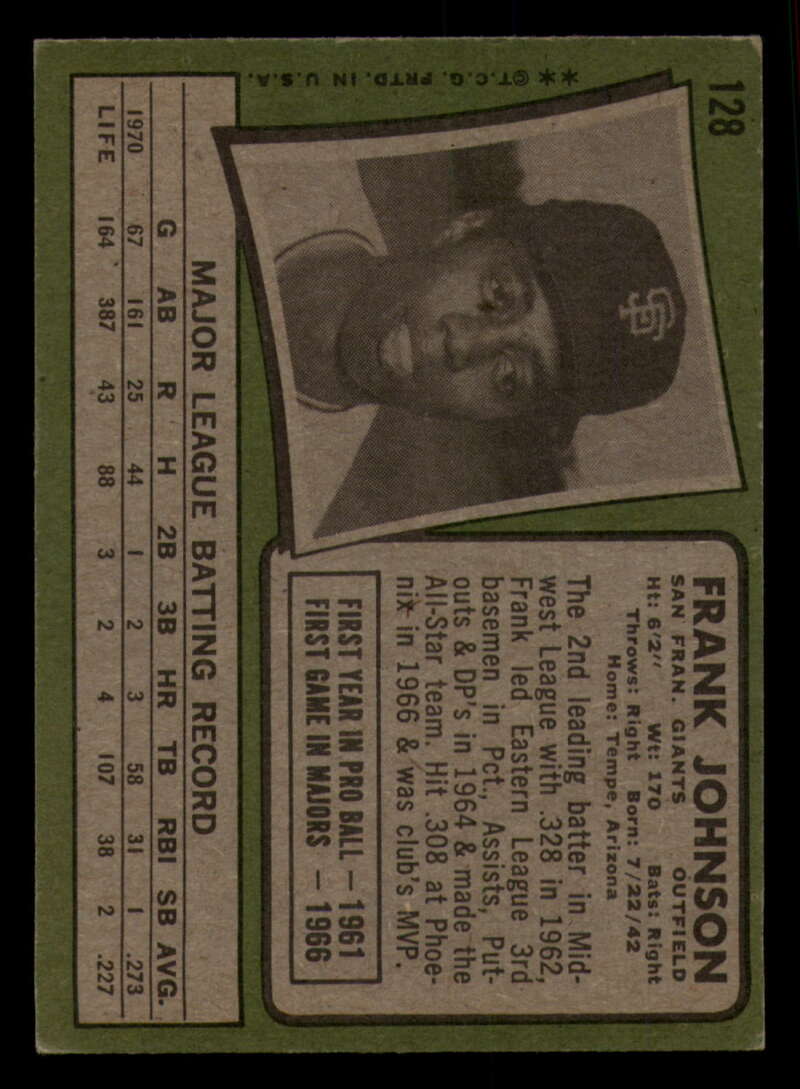 128
**©T.C.G. PRTD. IN U.S.A.
SF
FRANK JOHNSON
SAN FRAN. GIANTS OUTFIELD
Ht: 6'2" Wt: 170 Bats: Right
Throws: Right Born: 7/22/42
Home: Tempe, Arizona
The 2nd leading batter in Mid-
west League with .328 in 1962,
Frank led Eastern League 3rd
basemen in Pct., Assists, Put-
outs & DP's in 1964 & made the
All-Star team. Hit .308 at Phoe-
nix in 1966 & was club's MVP.
FIRST YEAR IN PRO BALL — 1961
FIRST GAME IN MAJORS — 1966
MAJOR LEAGUE BATTING RECORD
G AB R H 2B 3B HR TB RBI SB AVG.
1970 67 161 25 44 1 2 3 58 31 1 .273
LIFE 164 387 43 88 3 2 4 107 38 2 .227